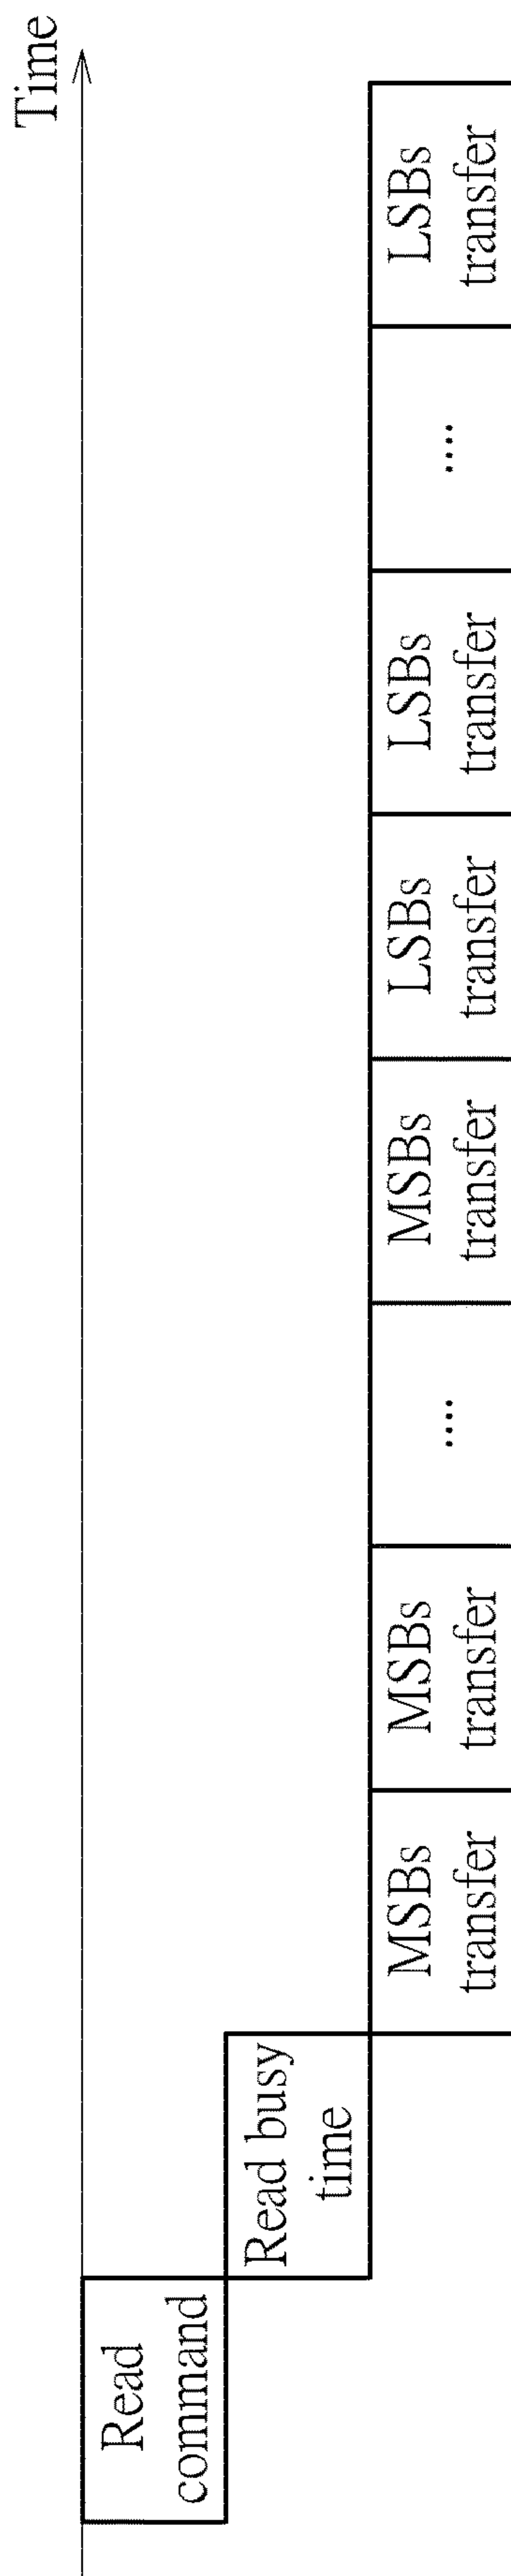 Time
Read
command
Read busy
time
MSBs
transfer
MSBs
transfer
....
MSBs
transfer
LSBs
transfer
LSBs
transfer
....
LSBs
transfer